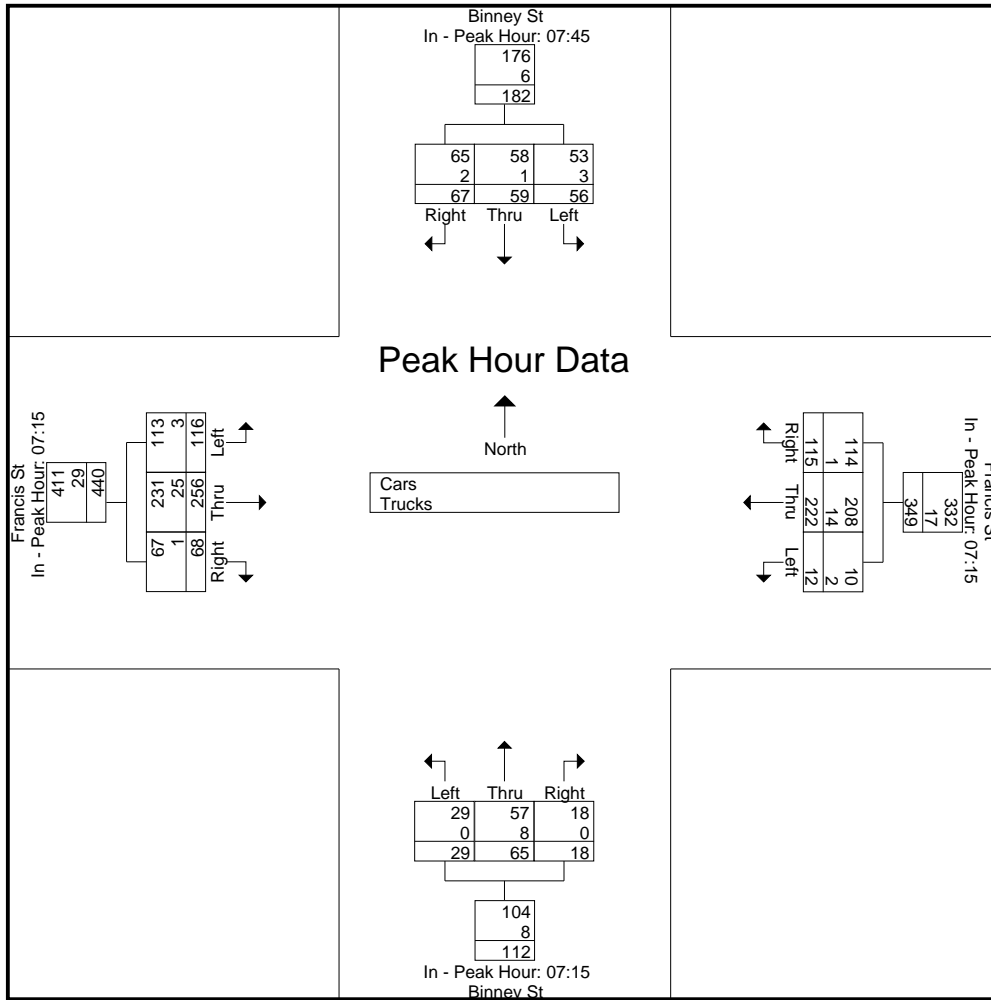 Binney St
In - Peak Hour: 07:45
176
6
182
65 58 53
2 1 3
67 59 56
Right Thru Left
Peak Hour Data
North
Cars
Trucks
Francis St
In - Peak Hour: 07:15
411
29
440
113 3 116
Left
231 25 256
Thru
67 1 68
Right
Francis St
In - Peak Hour: 07:15
332
17
349
Right
114 1 115
Thru
208 14 222
Left
10 2 12
Left Thru Right
29 57 18
0 8 0
29 65 18
104
8
112
In - Peak Hour: 07:15
Binney St